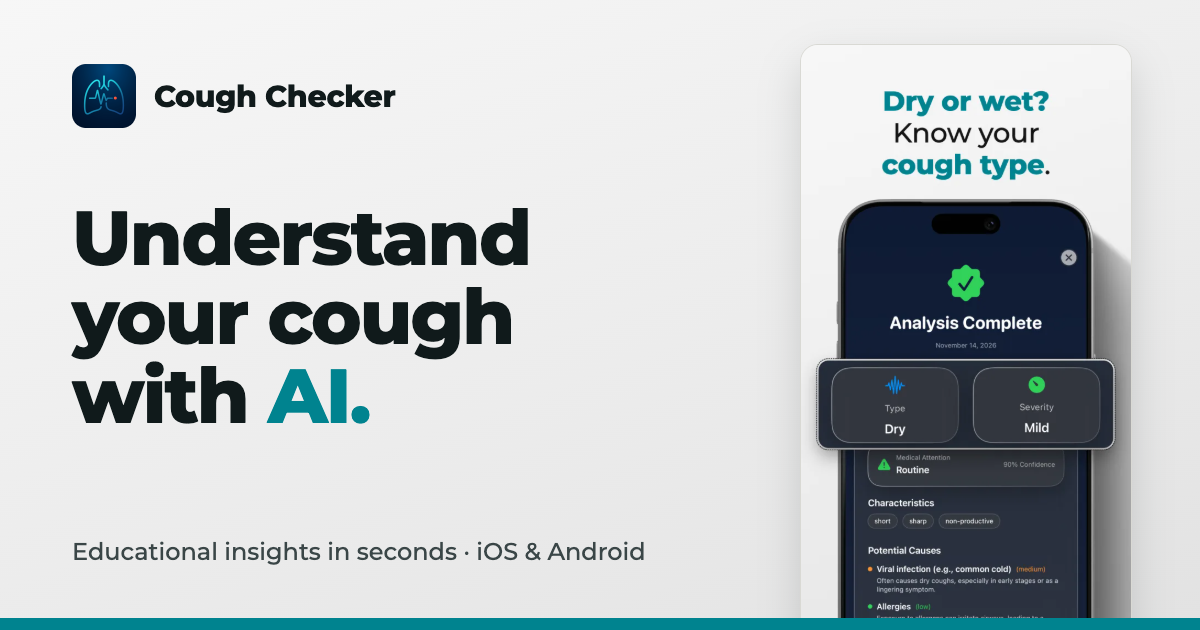 Cough Checker
Understand
your cough
with AI.
Educational insights in seconds · iOS & Android
Dry or wet?
Know your
cough type.
Analysis Complete
November 14, 2026
Type
Dry
Severity
Mild
Medical Attention
Routine
90% Confidence
Characteristics
short
sharp
non-productive
Potential Causes
Viral infection (e.g., common cold) (medium)
Often causes dry coughs, especially in early stages or as a
lingering symptom.
Allergies (low)